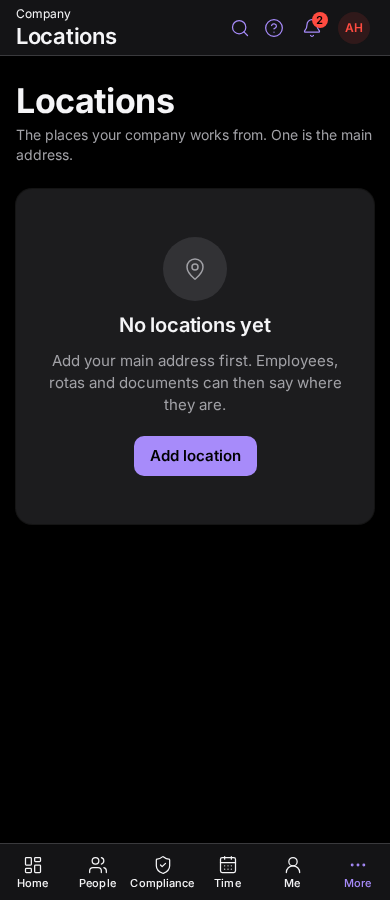 Company
Locations
2
AH
Locations
The places your company works from. One is the main
address.
No locations yet
Add your main address first. Employees,
rotas and documents can then say where
they are.
Add location
Home
People
Compliance
Time
Me
More